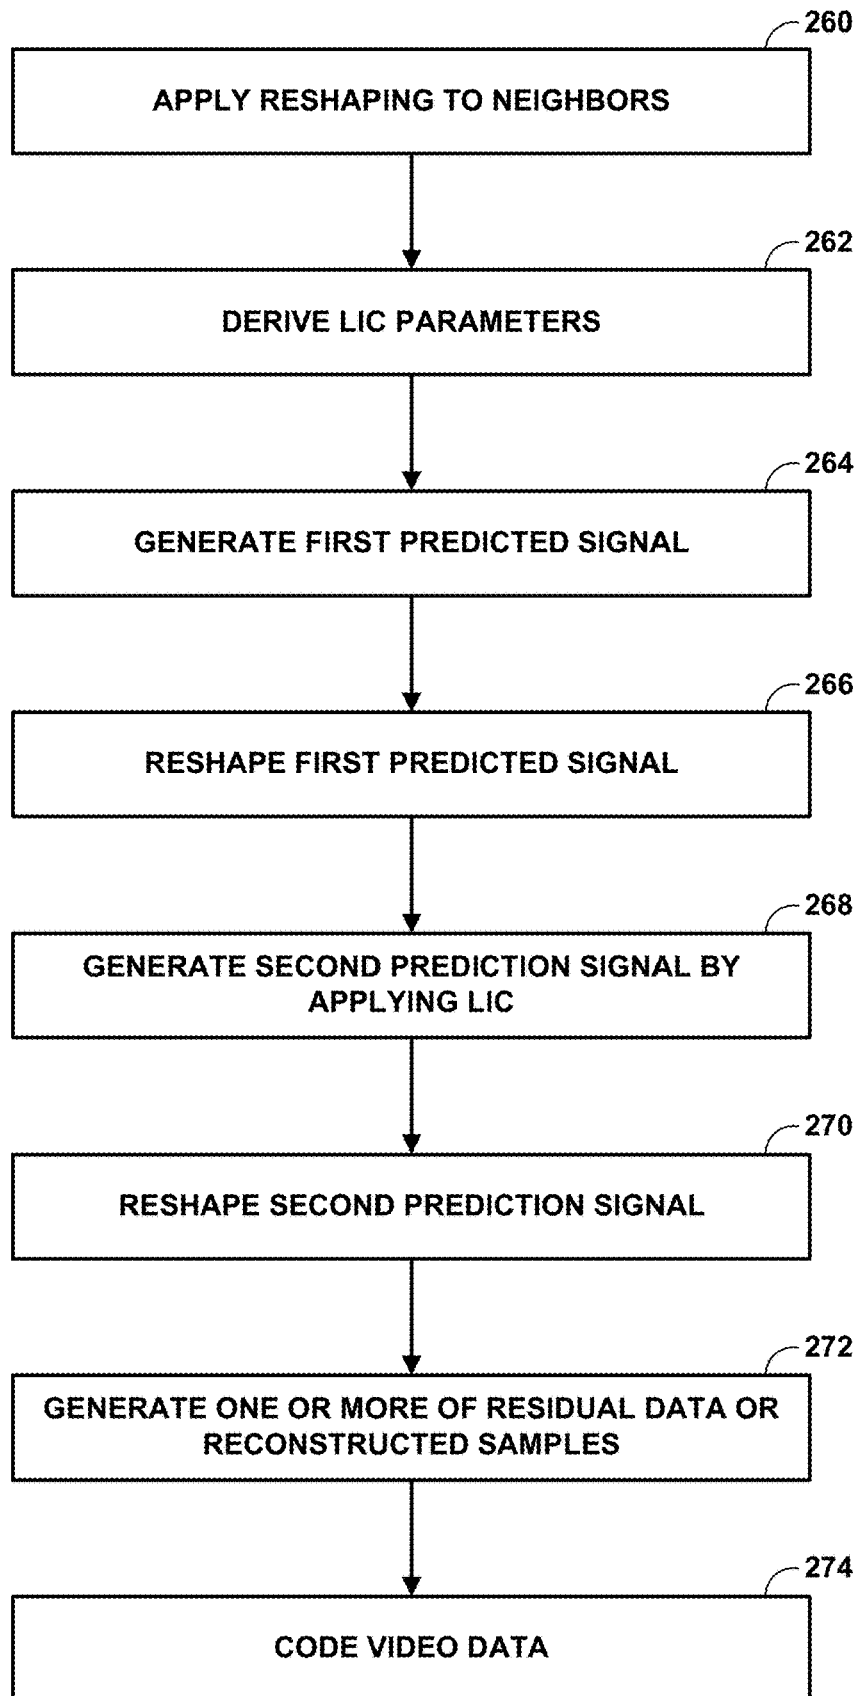 260
APPLY RESHAPING TO NEIGHBORS
262
DERIVE LIC PARAMETERS
264
GENERATE FIRST PREDICTED SIGNAL
266
RESHAPE FIRST PREDICTED SIGNAL
268
GENERATE SECOND PREDICTION SIGNAL BY
APPLYING LIC
270
RESHAPE SECOND PREDICTION SIGNAL
272
GENERATE ONE OR MORE OF RESIDUAL DATA OR
RECONSTRUCTED SAMPLES
274
CODE VIDEO DATA